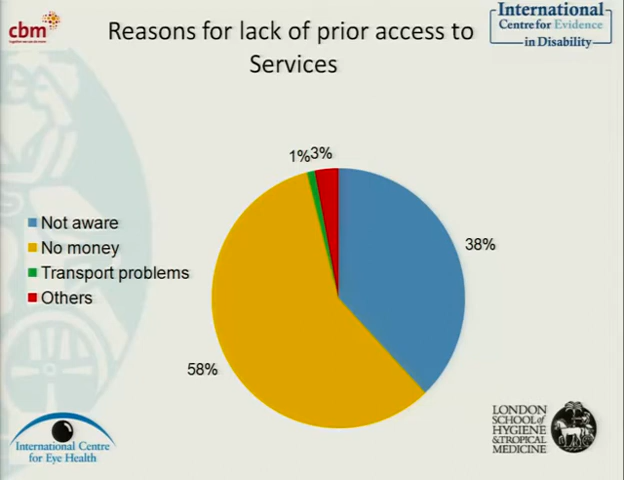 cbm
Reasons for lack of prior access to
Services
International
Centre for Evidence
in Disability
1%
3%
38%
58%
Not aware
No money
Transport problems
Others
International Centre
for Eye Health
LONDON
SCHOOL of
HYGIENE
& TROPICAL
MEDICINE